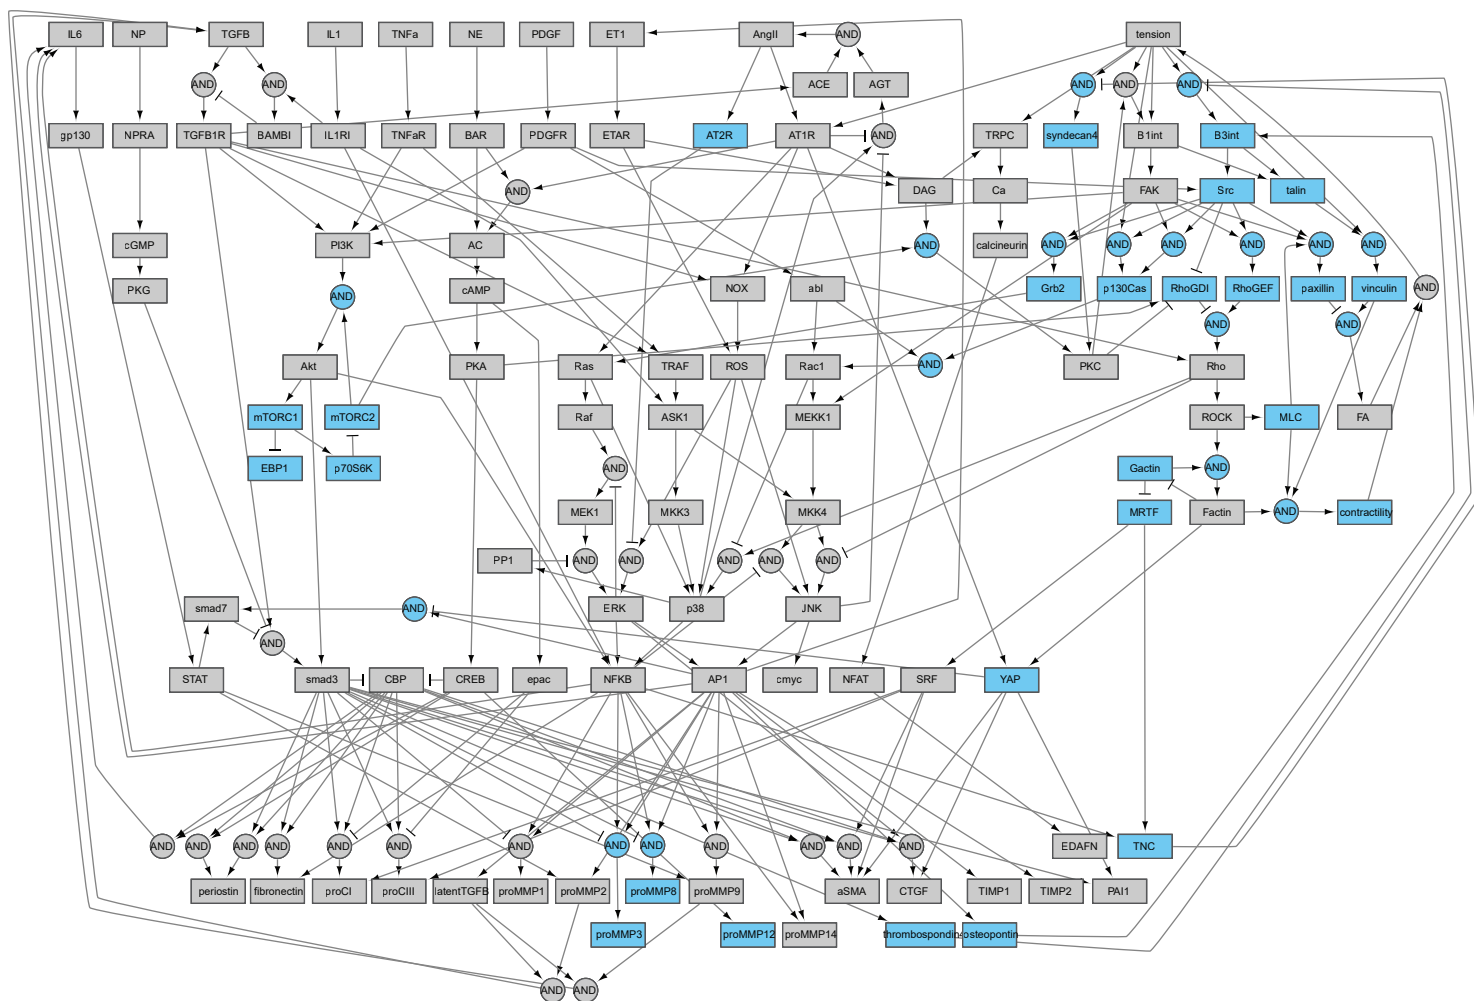 IL6 NP TGFB IL1 TNFa NE PDGF ET1 AngII AND tension
AND AND ACE AGT AND AND AND
gp130 NPRA TGFB1R BAMBI IL1RI TNFaR BAR PDGFR ETAR AT2R AT1R AND TRPC syndecan4 B1int B3int
AND DAG Ca FAK Src talin
cGMP PI3K AC AND calcineurin AND AND AND AND AND AND
PKG AND cAMP NOX abl Grb2 p130Cas RhoGDI RhoGEF paxillin vinculin AND
AND AND
Akt PKA Ras TRAF ROS Rac1 AND PKC Rho
mTORC1 mTORC2 Raf ASK1 MEKK1 ROCK MLC FA
EBP1 p70S6K AND Gactin AND
MEK1 MKK3 MKK4 MRTF Factin AND contractility
PP1 AND AND AND AND AND
smad7 AND ERK p38 JNK
AND
STAT smad3 CBP CREB epac NFKB AP1 cmyc NFAT SRF YAP
AND AND AND AND AND AND AND AND AND AND AND AND AND EDAFN TNC
periostin fibronectin proCI proCIII latentTGFB proMMP1 proMMP2 proMMP8 proMMP9 aSMA CTGF TIMP1 TIMP2 PAI1
proMMP3 proMMP12 proMMP14 thrombospondin osteopontin
AND AND